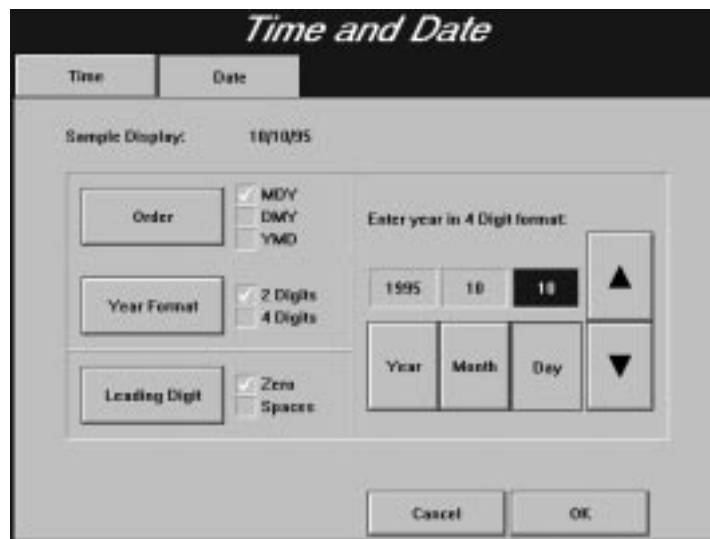 Time and Date
Time Date
Sample Display: 10/10/95
Order
MDY
DMY
YMD
Year Format
2 Digits
4 Digits
Leading Digit
Zero
Spaces
Enter year in 4 Digit format:
1995 10 10
Year Month Day
Cancel OK